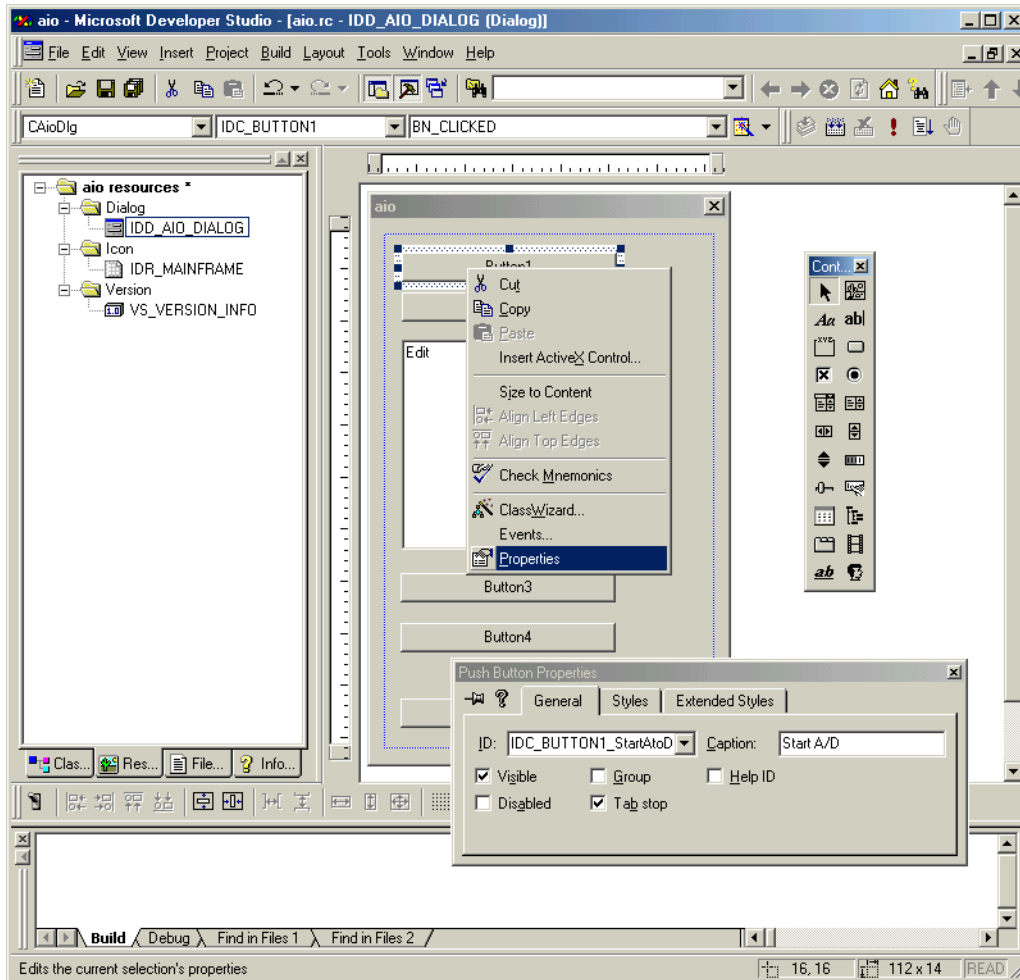 aio - Microsoft Developer Studio - [aio.rc - IDD_AIO_DIALOG (Dialog)]
File Edit View Insert Project Build Layout Tools Window Help
CAioDlg IDC_BUTTON1 BN_CLICKED
aio resources *
Dialog
IDD_AIO_DIALOG
Icon
IDR_MAINFRAME
Version
VS_VERSION_INFO
Clas... Res... File... Info...
aio
Button1
Edit
Cut
Copy
Paste
Insert ActiveX Control...
Size to Content
Align Left Edges
Align Top Edges
Check Mnemonics
ClassWizard...
Events...
Properties
Button3
Button4
Cont...
Aa ab|
ab
Push Button Properties
General Styles Extended Styles
ID: IDC_BUTTON1_StartAtoD Caption: Start A/D
Visible Group Help ID
Disabled Tab stop
Build Debug Find in Files 1 Find in Files 2
Edits the current selection's properties 16, 16 112 x 14 READ